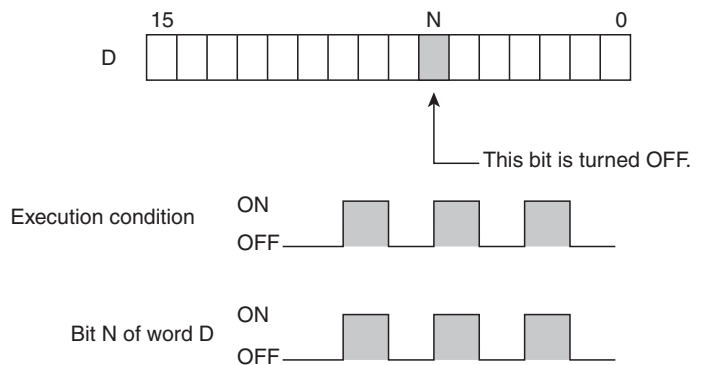 15 N 0
D
This bit is turned OFF.
Execution condition
ON
OFF
Bit N of word D
ON
OFF